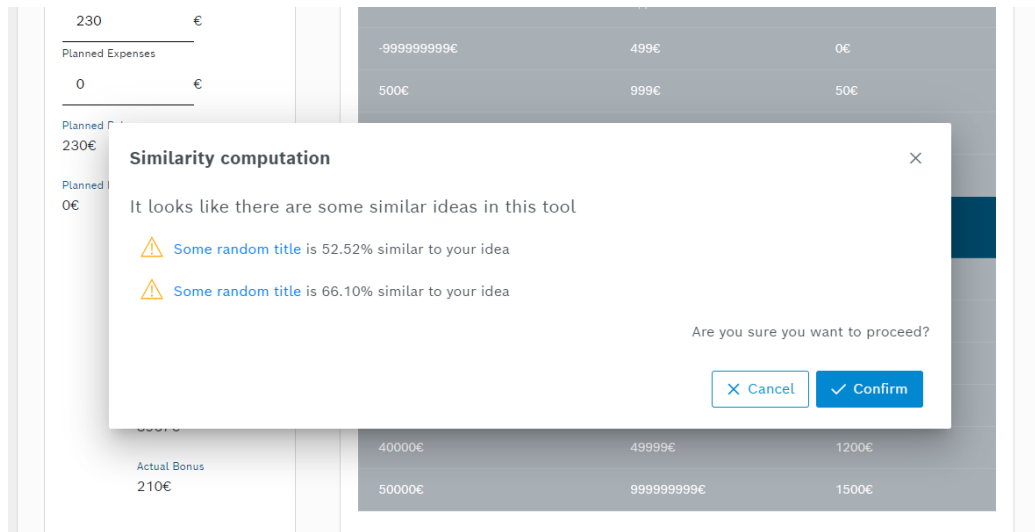 230 €
Planned Expenses
0 €
Planned
230€
Planned
0€
-999999999€ 499€ 0€
500€ 999€ 50€
Similarity computation
It looks like there are some similar ideas in this tool
Some random title is 52.52% similar to your idea
Some random title is 66.10% similar to your idea
Are you sure you want to proceed?
Cancel
Confirm
Actual Bonus
210€
40000€ 49999€ 1200€
50000€ 999999999€ 1500€